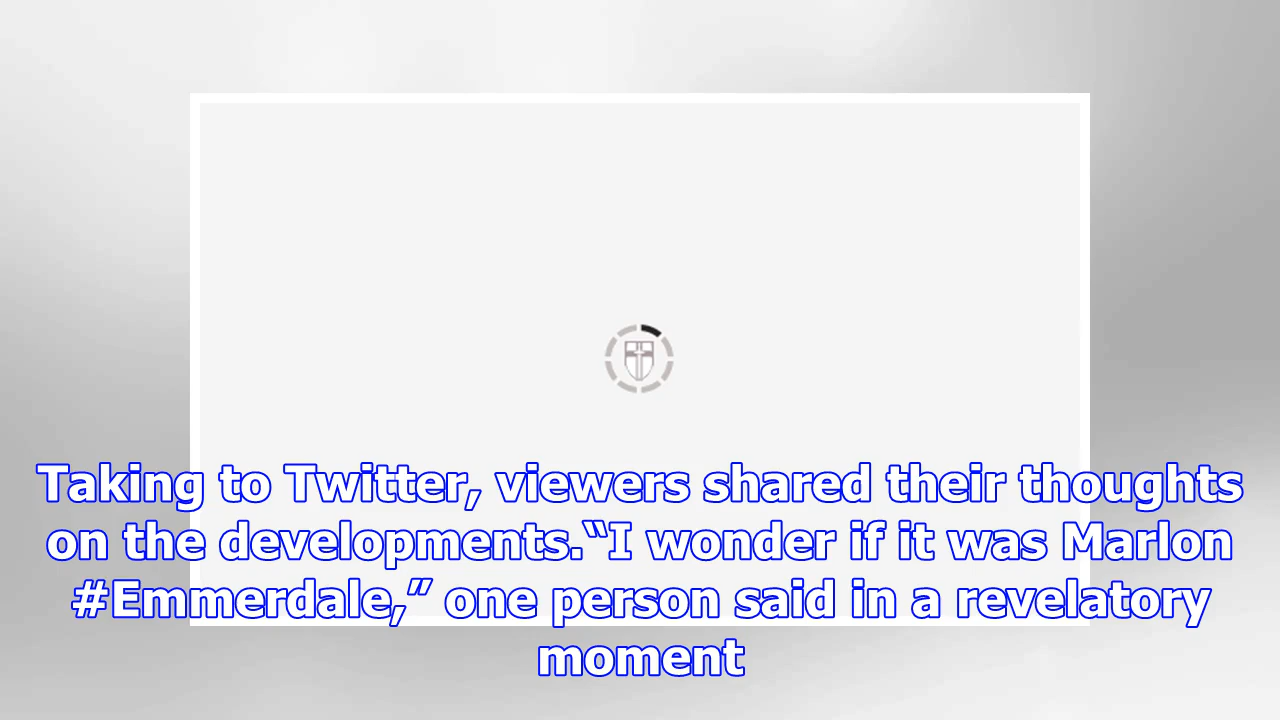 Taking to Twitter, viewers shared their thoughts
on the developments.“I wonder if it was Marlon
#Emmerdale,” one person said in a revelatory
moment